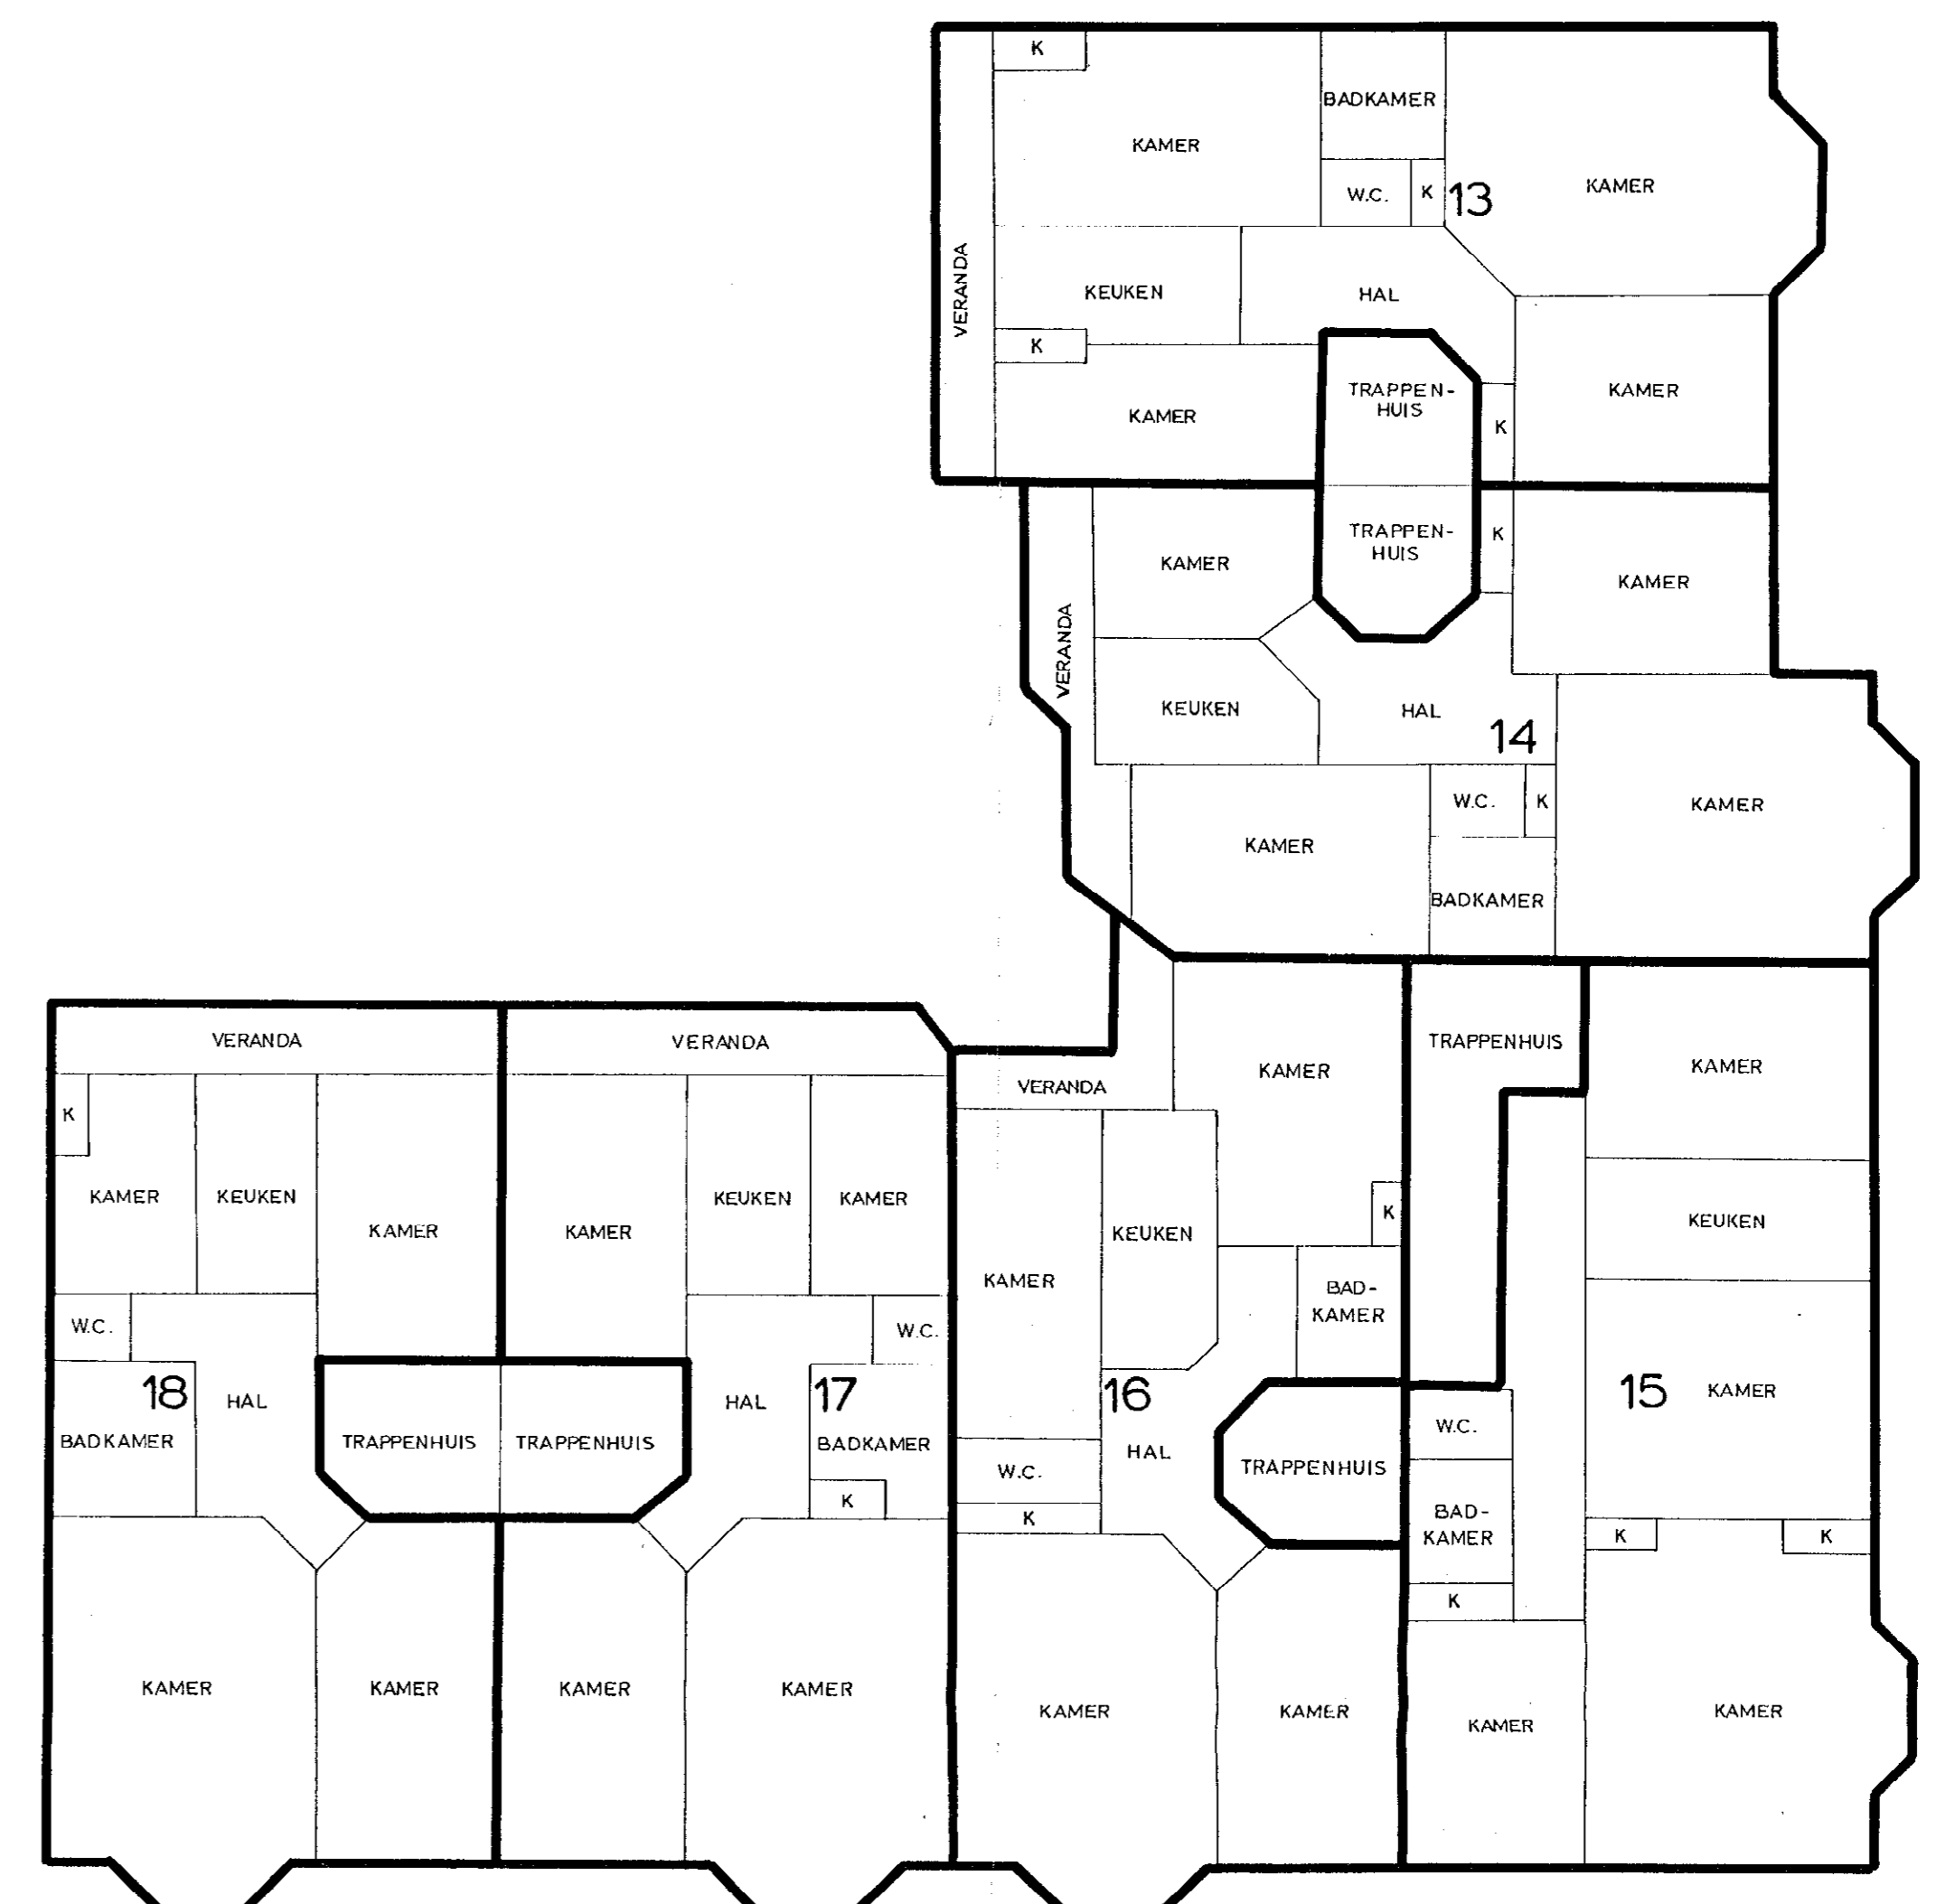 K
BADKAMER
KAMER
KAMER
W.C.
K
13
VERANDA
KEUKEN
HAL
K
KAMER
TRAPPEN-
HUIS
KAMER
K
TRAPPEN-
HUIS
K
KAMER
KAMER
VERANDA
KEUKEN
HAL
14
W.C.
K
KAMER
KAMER
BADKAMER
VERANDA
VERANDA
VERANDA
KAMER
TRAPPENHUIS
KAMER
K
KAMER
KEUKEN
KAMER
KAMER
KEUKEN
KAMER
KEUKEN
KAMER
K
KEUKEN
W.C.
W.C.
BAD-
KAMER
18
HAL
BADKAMER
TRAPPENHUIS
TRAPPENHUIS
HAL
17
BADKAMER
K
16
HAL
W.C.
K
TRAPPENHUIS
W.C.
15
KAMER
BAD-
KAMER
K
K
K
KAMER
KAMER
KAMER
KAMER
KAMER
KAMER
KAMER
KAMER